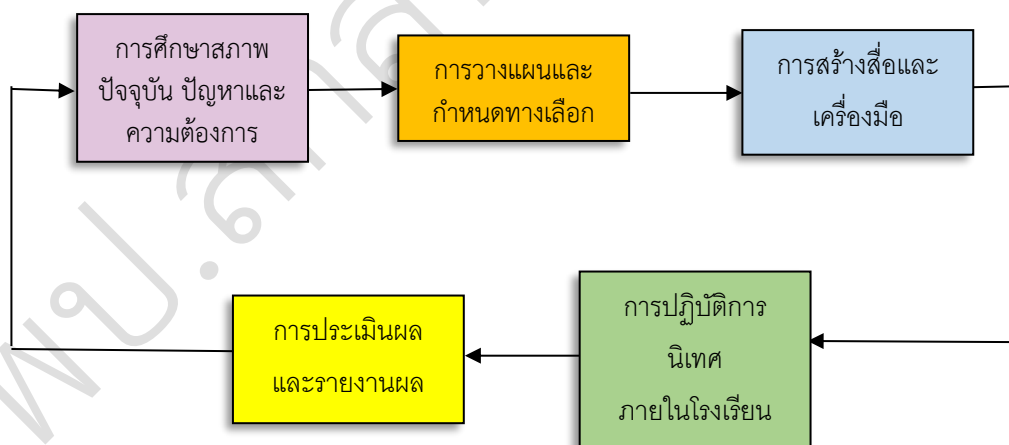 การศึกษาสภาพ
ปัจจุบัน ปัญหาและ
ความต้องการ
การวางแผนและ
กำหนดทางเลือก
การสร้างสื่อและ
เครื่องมือ
การปฏิบัติการ
นิเทศ
ภายในโรงเรียน
การประเมินผล
และรายงานผล